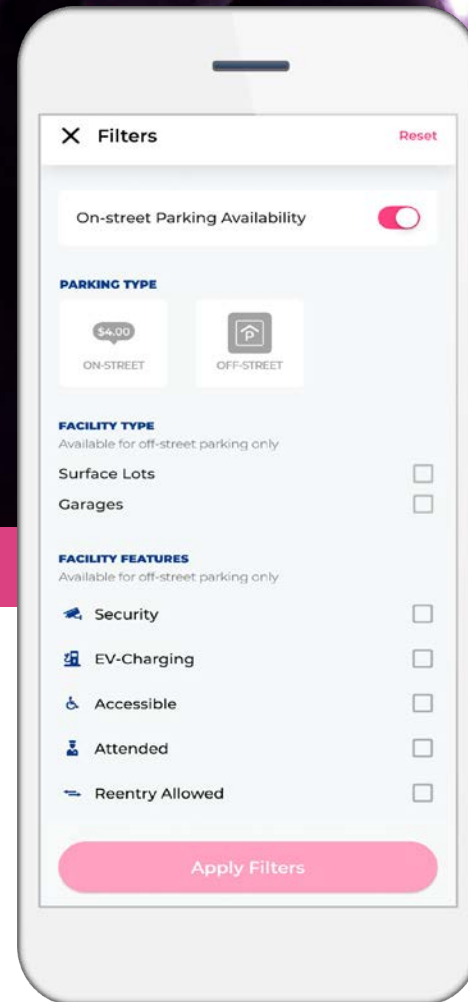 Filters
Reset
On-street Parking Availability
PARKING TYPE
$4.00
P
ON-STREET
OFF-STREET
FACILITY TYPE
Available for off-street parking only
Surface Lots
Garages
FACILITY FEATURES
Available for off-street parking only
Security
EV-Charging
Accessible
Attended
Reentry Allowed
Apply Filters